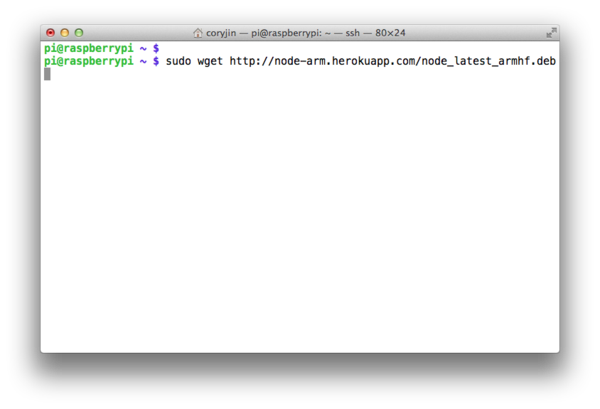 coryjin — pi@raspberrypi: ~ — ssh — 80×24
pi@raspberrypi ~ $
pi@raspberrypi ~ $ sudo wget http://node-arm.herokuapp.com/node_latest_armhf.deb